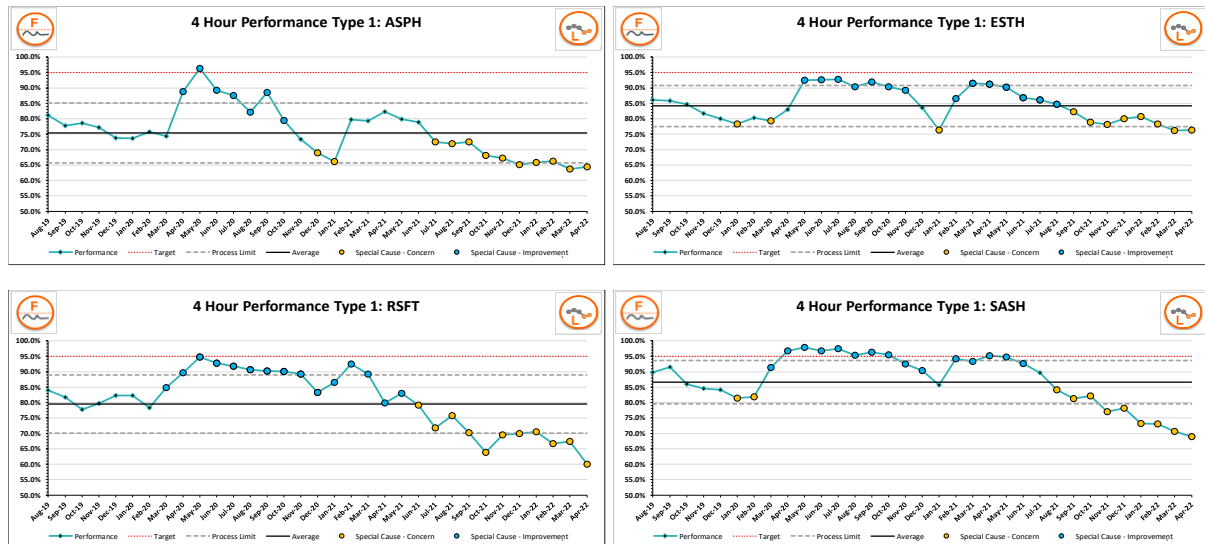 4 Hour Performance Type 1: ASPH
F
L
100.0%
95.0%
90.0%
85.0%
80.0%
75.0%
70.0%
65.0%
60.0%
55.0%
50.0%
Aug-19 Sep-19 Oct-19 Nov-19 Dec-19 Jan-20 Feb-20 Mar-20 Apr-20 May-20 Jun-20 Jul-20 Aug-20 Sep-20 Oct-20 Nov-20 Dec-20 Jan-21 Feb-21 Mar-21 Apr-21 May-21 Jun-21 Jul-21 Aug-21 Sep-21 Oct-21 Nov-21 Dec-21 Jan-22 Feb-22 Mar-22 Apr-22
Performance Target Process Limit Average Special Cause - Concern Special Cause - Improvement
4 Hour Performance Type 1: ESTH
F
L
100.0%
95.0%
90.0%
85.0%
80.0%
75.0%
70.0%
65.0%
60.0%
55.0%
50.0%
Aug-19 Sep-19 Oct-19 Nov-19 Dec-19 Jan-20 Feb-20 Mar-20 Apr-20 May-20 Jun-20 Jul-20 Aug-20 Sep-20 Oct-20 Nov-20 Dec-20 Jan-21 Feb-21 Mar-21 Apr-21 May-21 Jun-21 Jul-21 Aug-21 Sep-21 Oct-21 Nov-21 Dec-21 Jan-22 Feb-22 Mar-22 Apr-22
Performance Target Process Limit Average Special Cause - Concern Special Cause - Improvement
4 Hour Performance Type 1: RSFT
F
L
100.0%
95.0%
90.0%
85.0%
80.0%
75.0%
70.0%
65.0%
60.0%
55.0%
50.0%
Aug-19 Sep-19 Oct-19 Nov-19 Dec-19 Jan-20 Feb-20 Mar-20 Apr-20 May-20 Jun-20 Jul-20 Aug-20 Sep-20 Oct-20 Nov-20 Dec-20 Jan-21 Feb-21 Mar-21 Apr-21 May-21 Jun-21 Jul-21 Aug-21 Sep-21 Oct-21 Nov-21 Dec-21 Jan-22 Feb-22 Mar-22 Apr-22
Performance Target Process Limit Average Special Cause - Concern Special Cause - Improvement
4 Hour Performance Type 1: SASH
F
L
100.0%
95.0%
90.0%
85.0%
80.0%
75.0%
70.0%
65.0%
60.0%
55.0%
50.0%
Aug-19 Sep-19 Oct-19 Nov-19 Dec-19 Jan-20 Feb-20 Mar-20 Apr-20 May-20 Jun-20 Jul-20 Aug-20 Sep-20 Oct-20 Nov-20 Dec-20 Jan-21 Feb-21 Mar-21 Apr-21 May-21 Jun-21 Jul-21 Aug-21 Sep-21 Oct-21 Nov-21 Dec-21 Jan-22 Feb-22 Mar-22 Apr-22
Performance Target Process Limit Average Special Cause - Concern Special Cause - Improvement